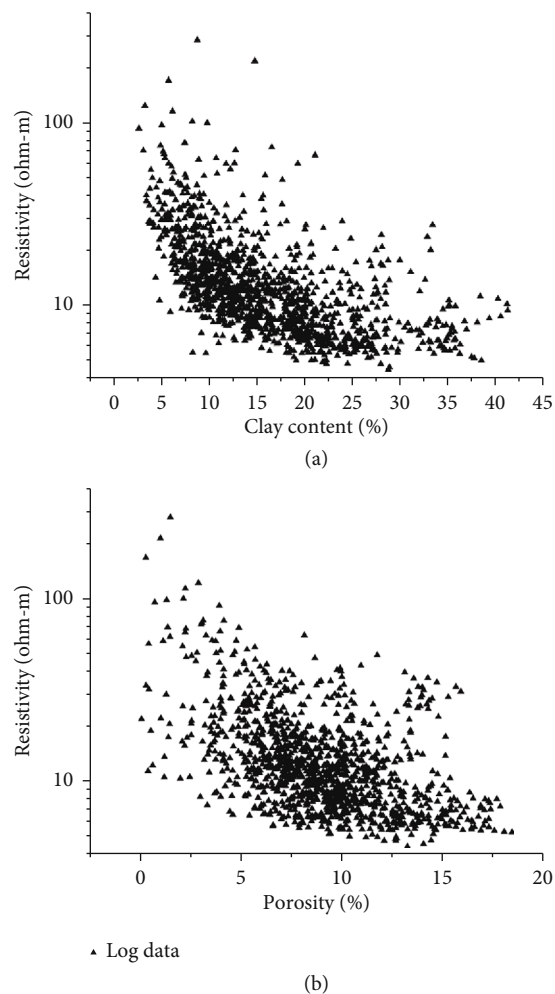 100
10
Resistivity (ohm-m)
0 5 10 15 20 25 30 35 40 45
Clay content (%)
(a)
100
10
Resistivity (ohm-m)
0 5 10 15 20
Porosity (%)
Log data
(b)